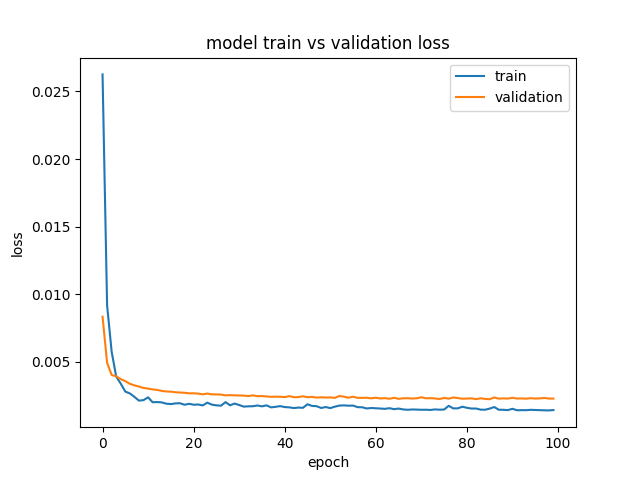 model train vs validation loss
train
validation
0.025
0.020
0.015
0.010
0.005
loss
0 20 40 60 80 100
epoch